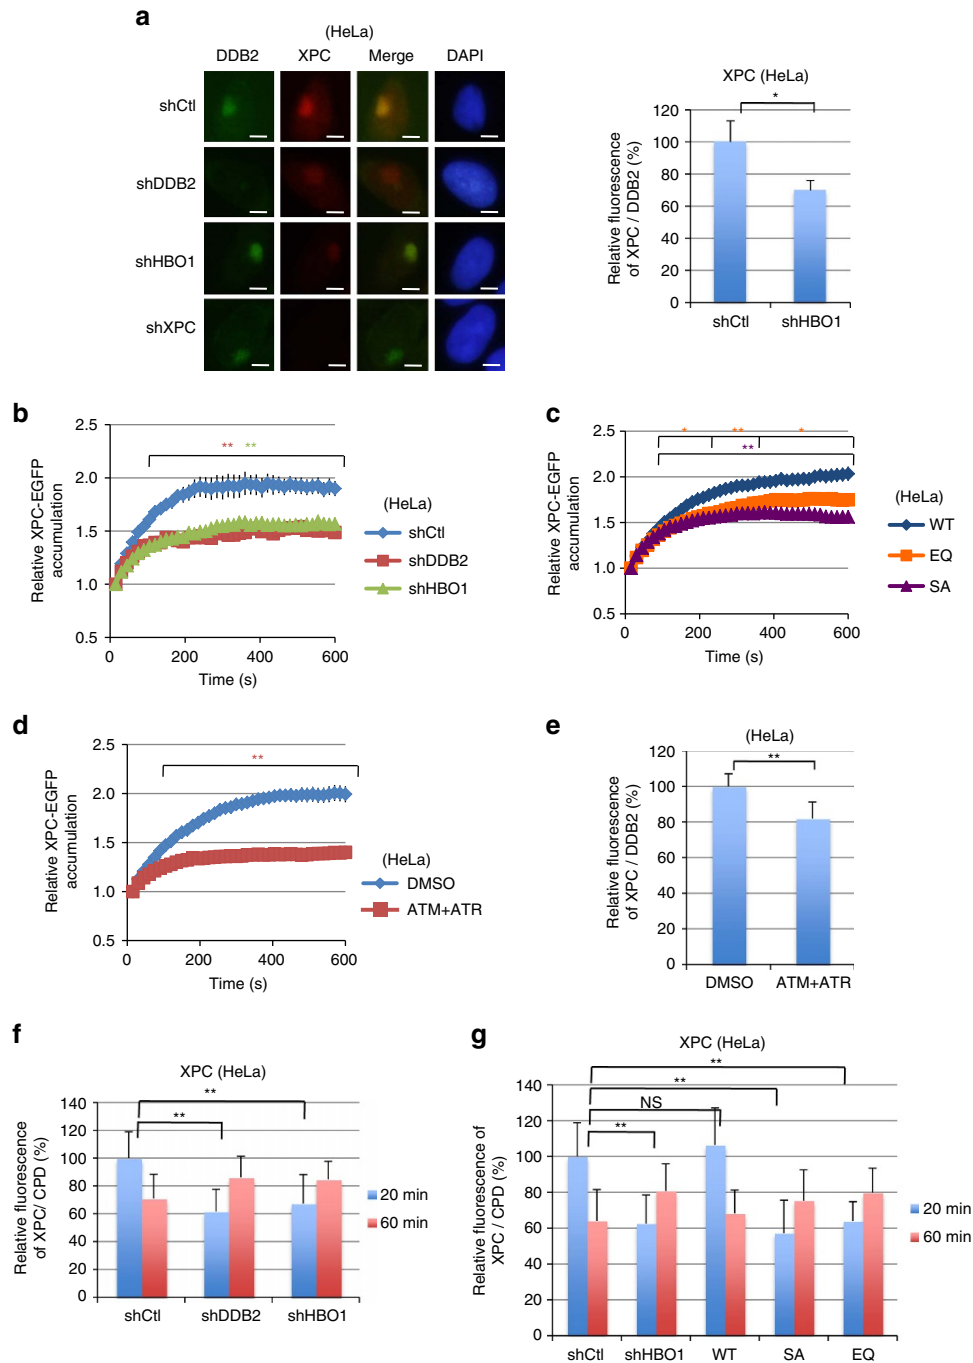 a
(HeLa)
DDB2 XPC Merge DAPI
shCtl
shDDB2
shHBO1
shXPC
XPC (HeLa)
*
Relative fluorescence
of XPC / DDB2 (%)
120
100
80
60
40
20
0
shCtl shHBO1
b
Relative XPC-EGFP
accumulation
2.5
2.0
1.5
1.0
0.5
** **
0 200 400 600
Time (s)
(HeLa)
shCtl
shDDB2
shHBO1
c
Relative XPC-EGFP
accumulation
2.5
2.0
1.5
1.0
0.5
* ** *
**
0 200 400 600
Time (s)
(HeLa)
WT
EQ
SA
d
Relative XPC-EGFP
accumulation
2.5
2.0
1.5
1.0
0.5
**
0 200 400 600
Time (s)
(HeLa)
DMSO
ATM+ATR
e
(HeLa)
**
Relative fluorescence
of XPC / DDB2 (%)
120
100
80
60
40
20
0
DMSO ATM+ATR
f
XPC (HeLa)
**
**
Relative fluorescence
of XPC/ CPD (%)
140
120
100
80
60
40
20
0
shCtl shDDB2 shHBO1
20 min
60 min
g
XPC (HeLa)
**
**
NS
**
Relative fluorescence of
XPC / CPD (%)
140
120
100
80
60
40
20
0
shCtl shHBO1 WT SA EQ
20 min
60 min